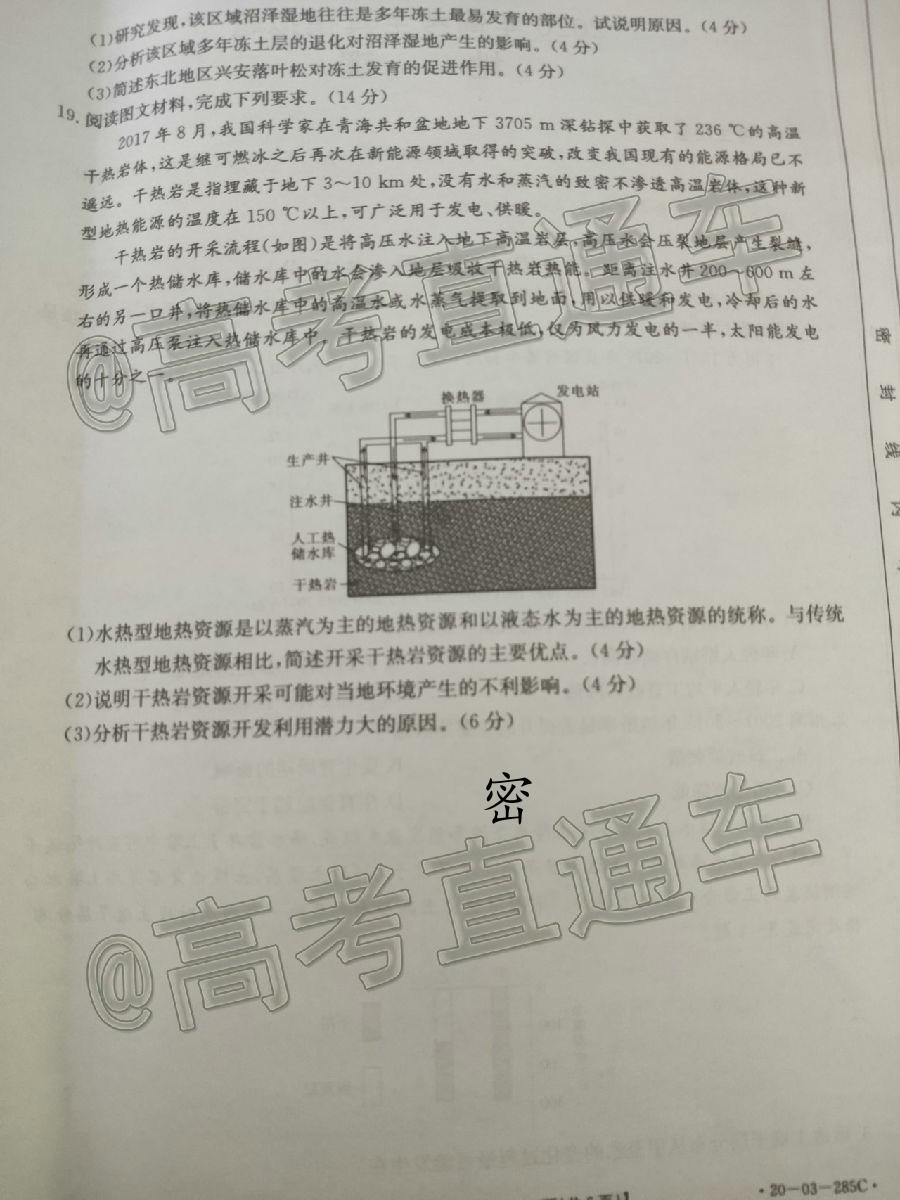 (1)研究发现,该区域沼泽湿地往往是多年冻土最易发育的部位。试说明原因。(4分)
(2)分析该区域多年冻土层的退化对沼泽湿地产生的影响。(4分)
(3)简述东北地区兴安落叶松对冻土发育的促进作用。(4分)
19.阅读图文材料,完成下列要求。(14分)
2017年8月,我国科学家在青海共和盆地地下3705 m深钻探中获取了236 ℃的高温
干热岩体,这是继可燃冰之后再次在新能源领域取得的突破,改变我国现有的能源格局已不
遥远。干热岩是指埋藏于地下3~10 km处,没有水和蒸汽的致密不渗透高温岩体,这种新
型地热能源的温度在150 ℃以上,可广泛用于发电、供暖。
干热岩的开采流程(如图)是将高压水注入地下高温岩层,高压水会压裂地层产生裂缝,
形成一个热储水库,储水库中的水会渗入地层吸收干热岩热能。距离注水井200~600 m左
右的另一口井,将热储水库中的高温水或水蒸气提取到地面,用以供暖和发电,冷却后的水
再通过高压泵注入热储水库中。干热岩的发电成本极低,仅为风力发电的一半,太阳能发电
的十分之一。
换热器
发电站
生产井
注水井
人工热
储水库
干热岩
(1)水热型地热资源是以蒸汽为主的地热资源和以液态水为主的地热资源的统称。与传统
水热型地热资源相比,简述开采干热岩资源的主要优点。(4分)
(2)说明干热岩资源开采可能对当地环境产生的不利影响。(4分)
(3)分析干热岩资源开发利用潜力大的原因。(6分)
密
@高考直通车
@高考直通车
密
封
线
内
·20-03-285C·